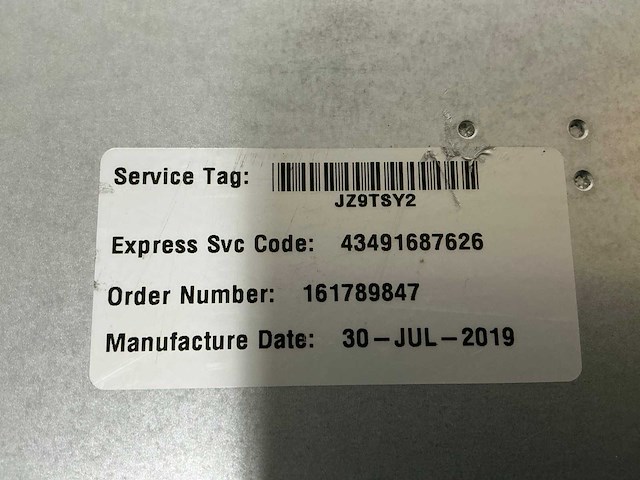 Service Tag:
JZ9TSY2
Express Svc Code: 43491687626
Order Number: 161789847
Manufacture Date: 30-JUL-2019